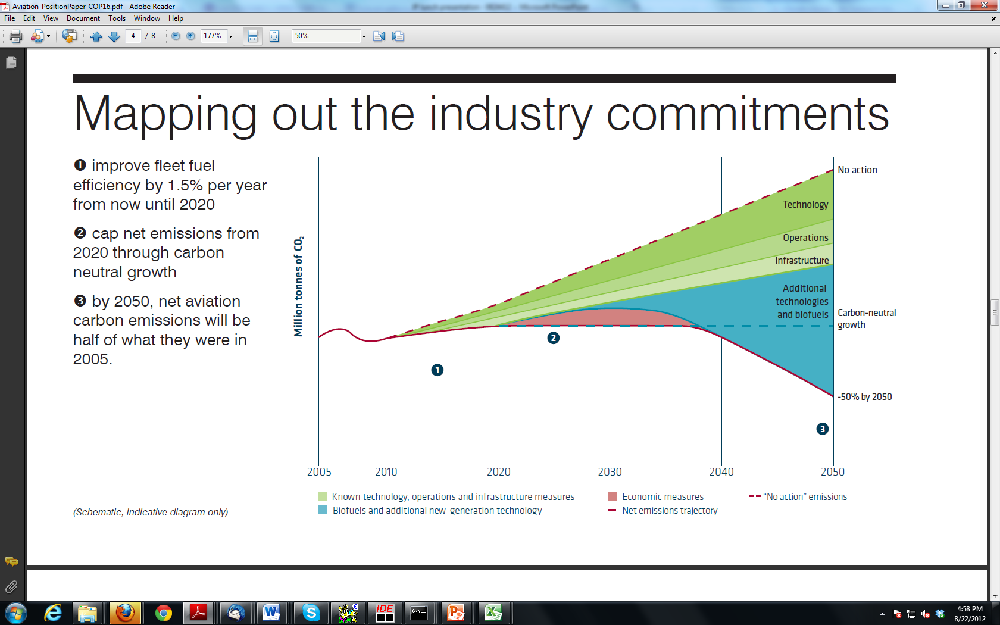 Aviation_PositionPaper_COP16.pdf - Adobe Reader
File Edit View Document Tools Window Help
4 / 8 177% 50%
Mapping out the industry commitments
❶ improve fleet fuel
efficiency by 1.5% per year
from now until 2020
❷ cap net emissions from
2020 through carbon
neutral growth
❸ by 2050, net aviation
carbon emissions will be
half of what they were in
2005.
(Schematic, indicative diagram only)
Million tonnes of CO₂
No action
Technology
Operations
Infrastructure
Additional
technologies
and biofuels
Carbon-neutral
growth
-50% by 2050
1
2
3
2005 2010 2020 2030 2040 2050
Known technology, operations and infrastructure measures
Biofuels and additional new-generation technology
Economic measures
Net emissions trajectory
"No action" emissions
IDE
C:\
4:58 PM
8/22/2012